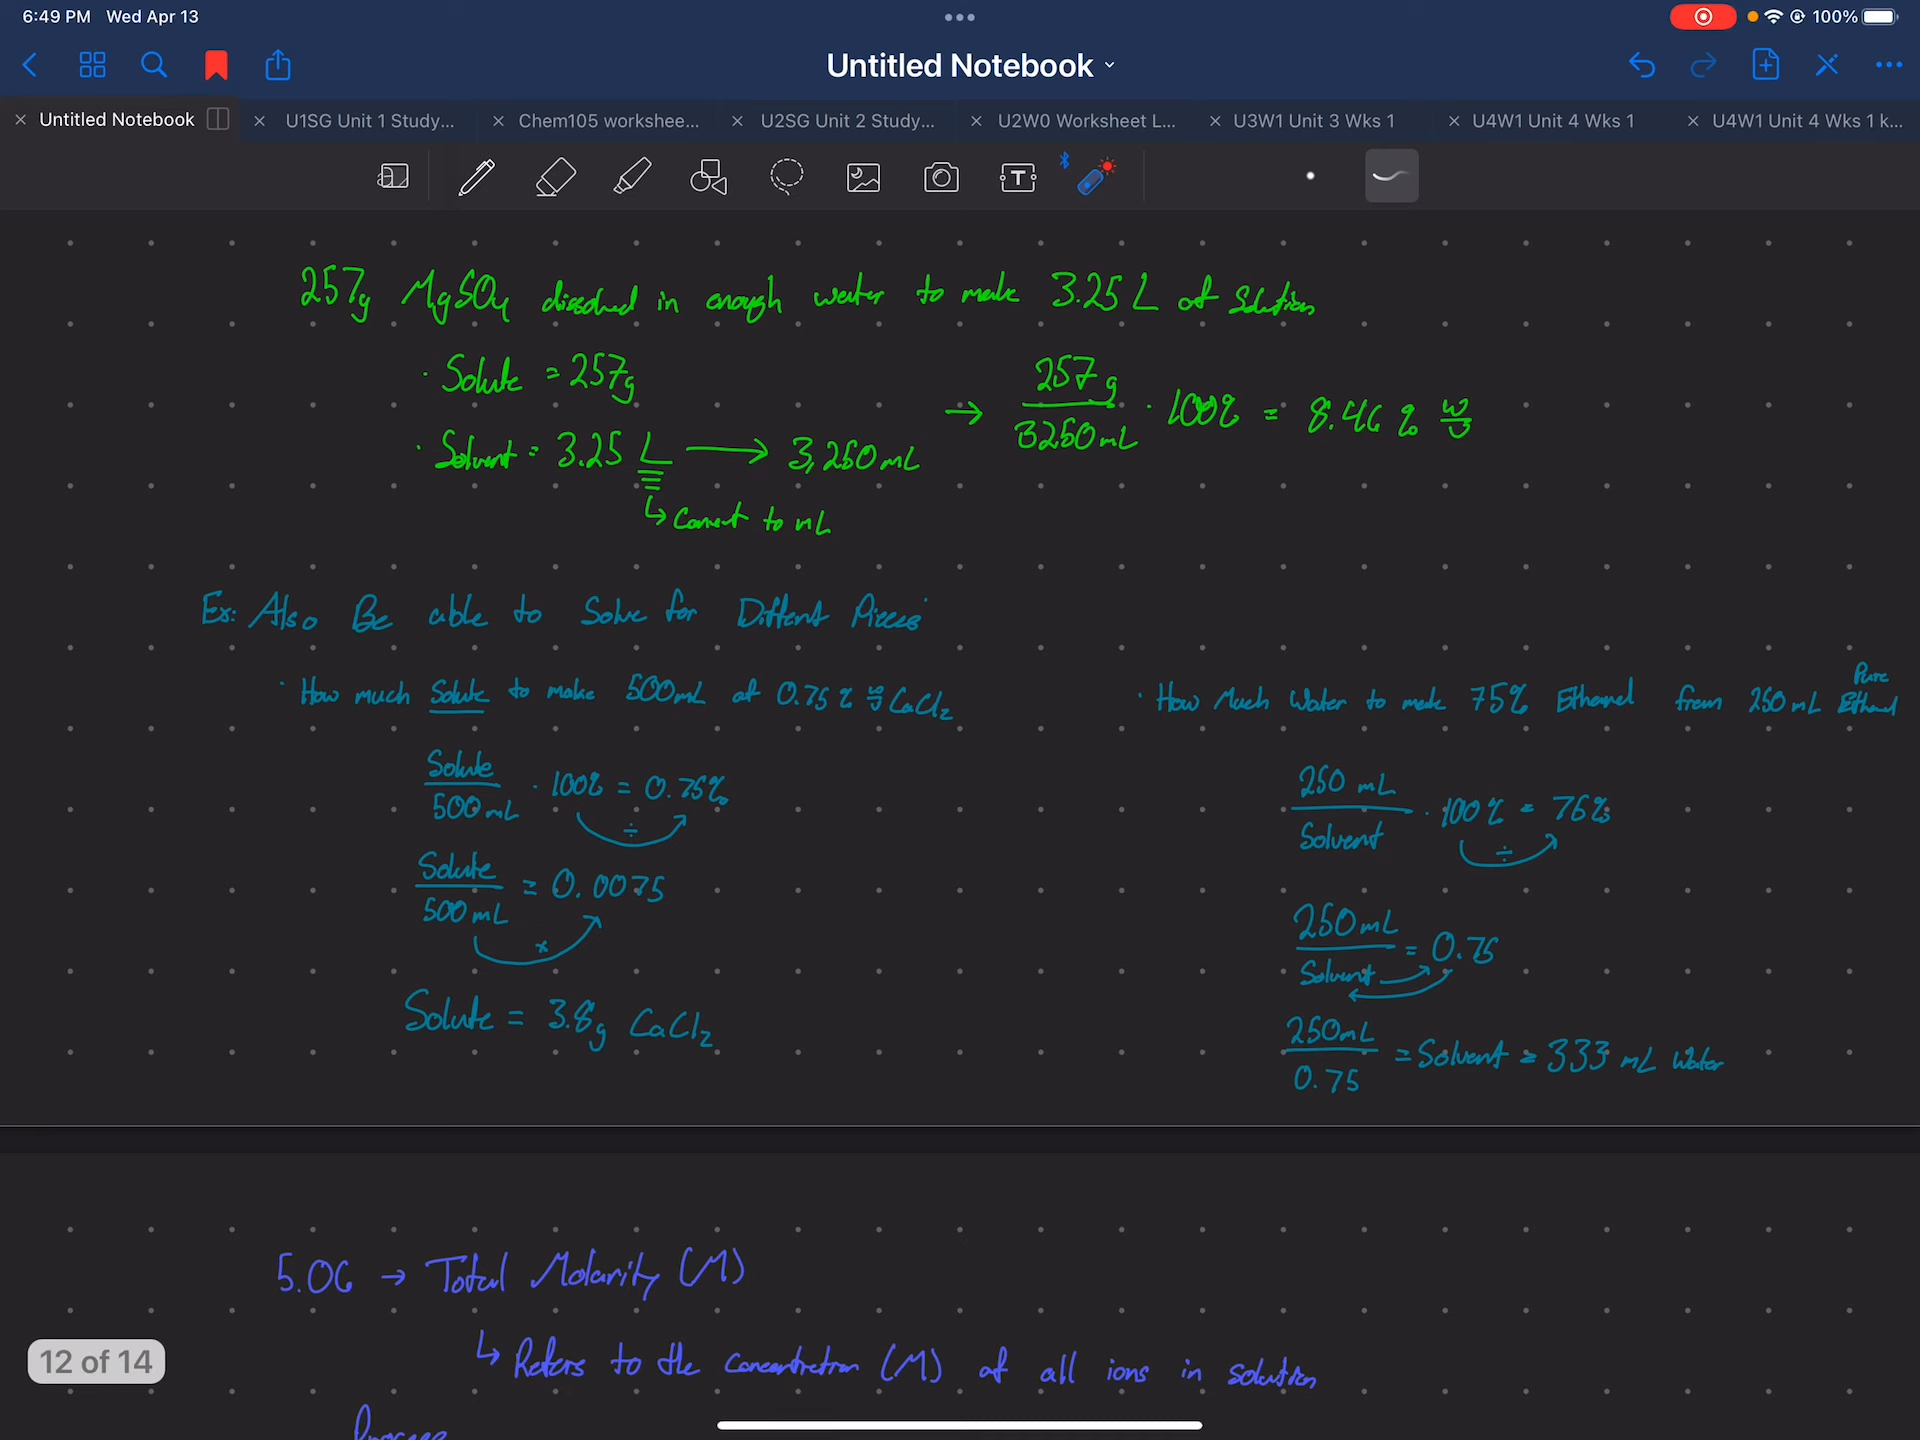 6:49 PM Wed Apr 13
100%
Untitled Notebook
Untitled Notebook
U1SG Unit 1 Study...
Chem105 workshee...
U2SG Unit 2 Study...
U2W0 Worksheet L...
U3W1 Unit 3 Wks 1
U4W1 Unit 4 Wks 1
U4W1 Unit 4 Wks 1 k...
257g MgSO4 dissolved in enough water to make 3.25 L of Solution
· Solute = 257g
· Solvent = 3.25 L → 3,250 mL
↳ Convert to mL
→ 257 g / 3250 mL · 100% = 8.46 % w/v
Ex: Also Be able to Solve for Diffent Pieces
· How much Solute to make 500mL at 0.75 % w/v CaCl2
Solute / 500 mL · 100% = 0.75%
÷
Solute / 500 mL = 0.0075
x
Solute = 3.8g CaCl2
· How Much Water to make 75% Ethanol from 250 mL Pure Ethanol
250 mL / Solvent · 100% = 75%
÷
250 mL / Solvent = 0.75
250mL / 0.75 = Solvent = 333 mL Water
5.06 → Total Molarity (M)
↳ Refers to the Concentration (M) of all ions in solution
Process
12 of 14